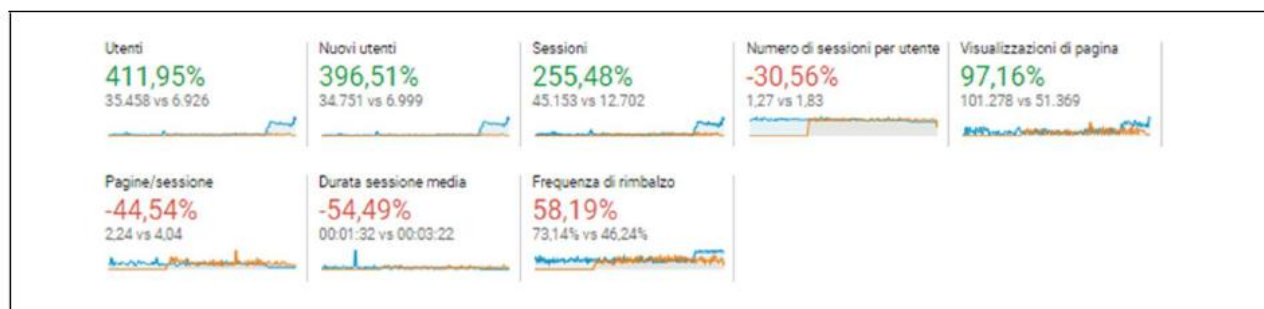 Utenti
411,95%
35.458 vs 6.926
Nuovi utenti
396,51%
34.751 vs 6.999
Sessioni
255,48%
45.153 vs 12.702
Numero di sessioni per utente
-30,56%
1,27 vs 1,83
Visualizzazioni di pagina
97,16%
101.278 vs 51.369
Pagine/sessione
-44,54%
2,24 vs 4,04
Durata sessione media
-54,49%
00:01:32 vs 00:03:22
Frequenza di rimbalzo
58,19%
73,14% vs 46,24%